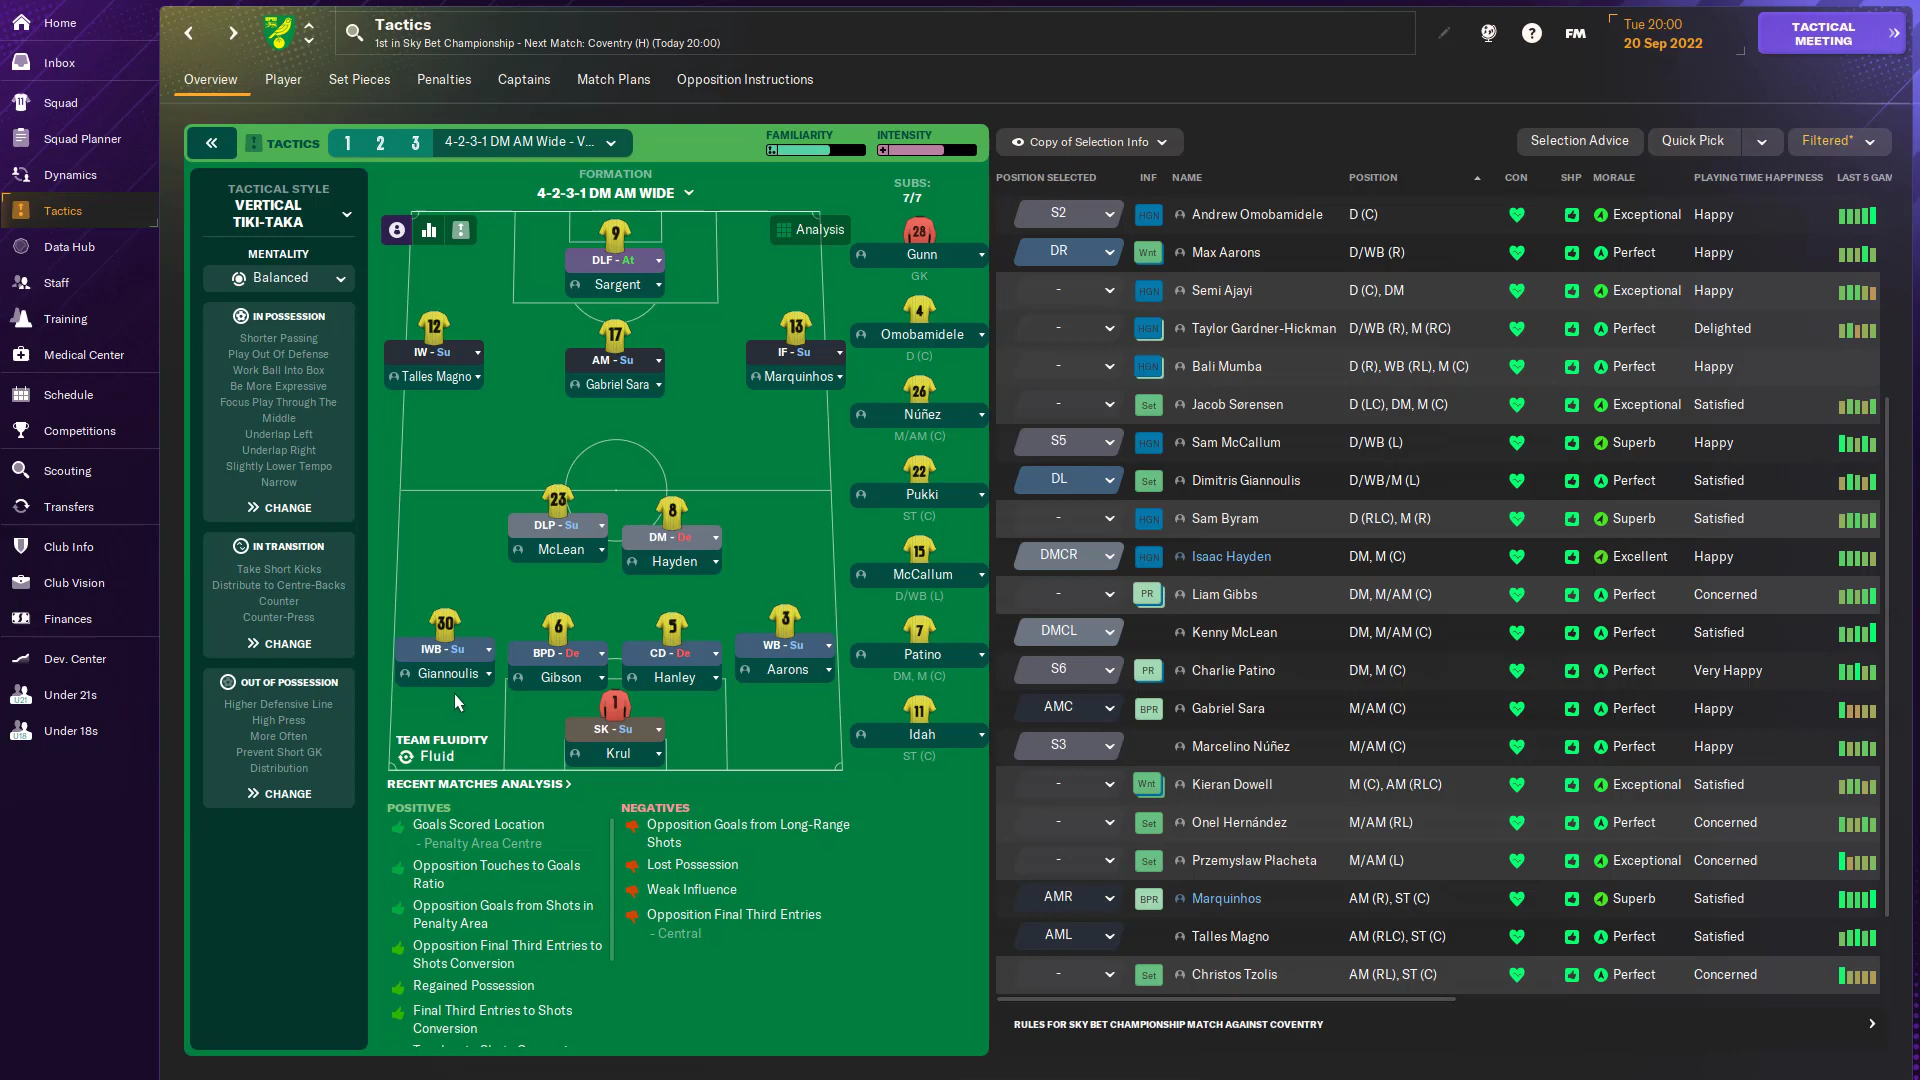 Home
Inbox
Squad
Squad Planner
Dynamics
Tactics
Data Hub
Staff
Training
Medical Center
Schedule
Competitions
Scouting
Transfers
Club Info
Club Vision
Finances
Dev. Center
Under 21s
Under 18s
Tactics
1st in Sky Bet Championship - Next Match: Coventry (H) (Today 20:00)
FM
Tue 20:00
20 Sep 2022
TACTICAL
MEETING
Overview
Player
Set Pieces
Penalties
Captains
Match Plans
Opposition Instructions
TACTICS
1 2 3
4-2-3-1 DM AM Wide - V...
FAMILIARITY
INTENSITY
TACTICAL STYLE
VERTICAL
TIKI-TAKA
MENTALITY
Balanced
IN POSSESSION
Shorter Passing
Play Out Of Defense
Work Ball Into Box
Be More Expressive
Focus Play Through The
Middle
Underlap Left
Underlap Right
Slightly Lower Tempo
Narrow
CHANGE
IN TRANSITION
Take Short Kicks
Distribute to Centre-Backs
Counter
Counter-Press
CHANGE
OUT OF POSSESSION
Higher Defensive Line
High Press
More Often
Prevent Short GK
Distribution
CHANGE
FORMATION
4-2-3-1 DM AM WIDE
Analysis
9
DLF - At
Sargent
12
IW - Su
Talles Magno
17
AM - Su
Gabriel Sara
13
IF - Su
Marquinhos
23
DLP - Su
McLean
8
DM - De
Hayden
30
IWB - Su
Giannoulis
6
BPD - De
Gibson
5
CD - De
Hanley
3
WB - Su
Aarons
1
SK - Su
Krul
TEAM FLUIDITY
Fluid
SUBS:
7/7
28
Gunn
GK
4
Omobamidele
D (C)
26
Núñez
M/AM (C)
22
Pukki
ST (C)
15
McCallum
D/WB (L)
7
Patino
DM, M (C)
11
Idah
ST (C)
RECENT MATCHES ANALYSIS >
POSITIVES
Goals Scored Location
- Penalty Area Centre
Opposition Touches to Goals
Ratio
Opposition Goals from Shots in
Penalty Area
Opposition Final Third Entries to
Shots Conversion
Regained Possession
Final Third Entries to Shots
Conversion
NEGATIVES
Opposition Goals from Long-Range
Shots
Lost Possession
Weak Influence
Opposition Final Third Entries
- Central
Copy of Selection Info
Selection Advice
Quick Pick
Filtered*
POSITION SELECTED INF NAME POSITION CON SHP MORALE PLAYING TIME HAPPINESS LAST 5 GAM
S2 HGN Andrew Omobamidele D (C) Exceptional Happy
DR Wnt Max Aarons D/WB (R) Perfect Happy
- HGN Semi Ajayi D (C), DM Exceptional Happy
- HGN Taylor Gardner-Hickman D/WB (R), M (RC) Perfect Delighted
- HGN Bali Mumba D (R), WB (RL), M (C) Perfect Happy
- Set Jacob Sørensen D (LC), DM, M (C) Exceptional Satisfied
S5 HGN Sam McCallum D/WB (L) Superb Happy
DL Set Dimitris Giannoulis D/WB/M (L) Perfect Satisfied
- HGN Sam Byram D (RLC), M (R) Superb Satisfied
DMCR HGN Isaac Hayden DM, M (C) Excellent Happy
- PR Liam Gibbs DM, M/AM (C) Perfect Concerned
DMCL Kenny McLean DM, M/AM (C) Perfect Satisfied
S6 PR Charlie Patino DM, M (C) Perfect Very Happy
AMC BPR Gabriel Sara M/AM (C) Perfect Happy
S3 Marcelino Núñez M/AM (C) Perfect Happy
- Wnt Kieran Dowell M (C), AM (RLC) Exceptional Satisfied
- Set Onel Hernández M/AM (RL) Perfect Concerned
- Set Przemysław Płacheta M/AM (L) Exceptional Concerned
AMR BPR Marquinhos AM (R), ST (C) Superb Satisfied
AML Talles Magno AM (RLC), ST (C) Perfect Satisfied
- Set Christos Tzolis AM (RL), ST (C) Perfect Concerned
RULES FOR SKY BET CHAMPIONSHIP MATCH AGAINST COVENTRY